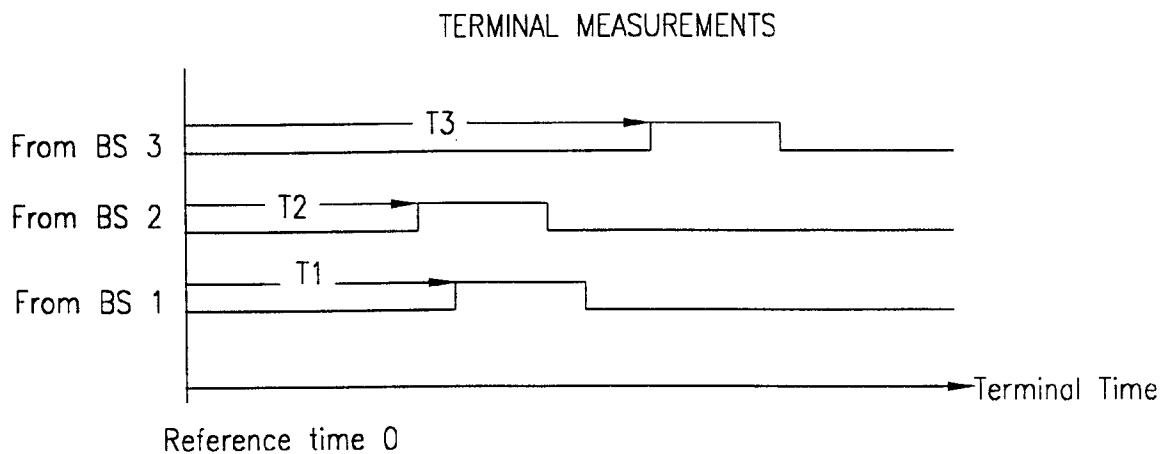 TERMINAL MEASUREMENTS
T3
From BS 3
T2
From BS 2
T1
From BS 1
Terminal Time
Reference time 0